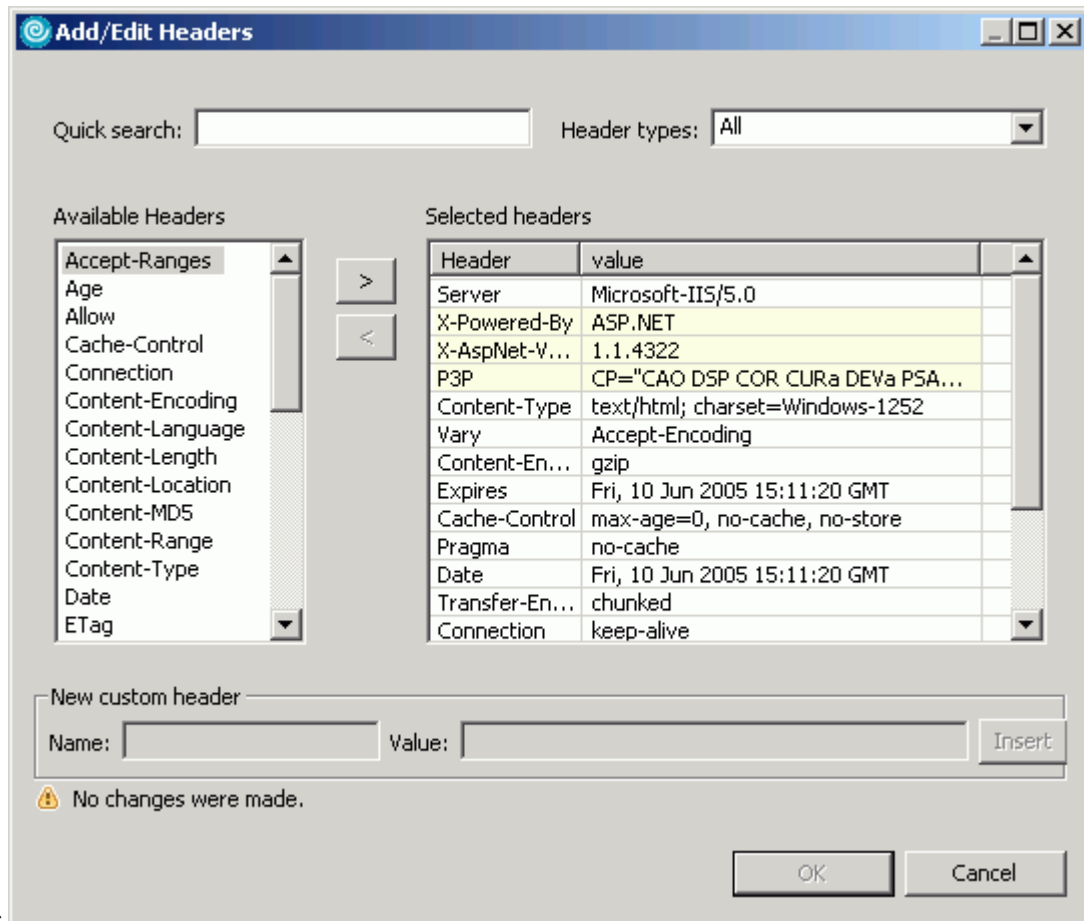 Add/Edit Headers
Quick search:
Header types: All
Available Headers
Accept-Ranges
Age
Allow
Cache-Control
Connection
Content-Encoding
Content-Language
Content-Length
Content-Location
Content-MD5
Content-Range
Content-Type
Date
ETag
>
<
Selected headers
Header value
Server Microsoft-IIS/5.0
X-Powered-By ASP.NET
X-AspNet-V... 1.1.4322
P3P CP="CAO DSP COR CURa DEVa PSA...
Content-Type text/html; charset=Windows-1252
Vary Accept-Encoding
Content-En... gzip
Expires Fri, 10 Jun 2005 15:11:20 GMT
Cache-Control max-age=0, no-cache, no-store
Pragma no-cache
Date Fri, 10 Jun 2005 15:11:20 GMT
Transfer-En... chunked
Connection keep-alive
New custom header
Name: Value: Insert
No changes were made.
OK Cancel